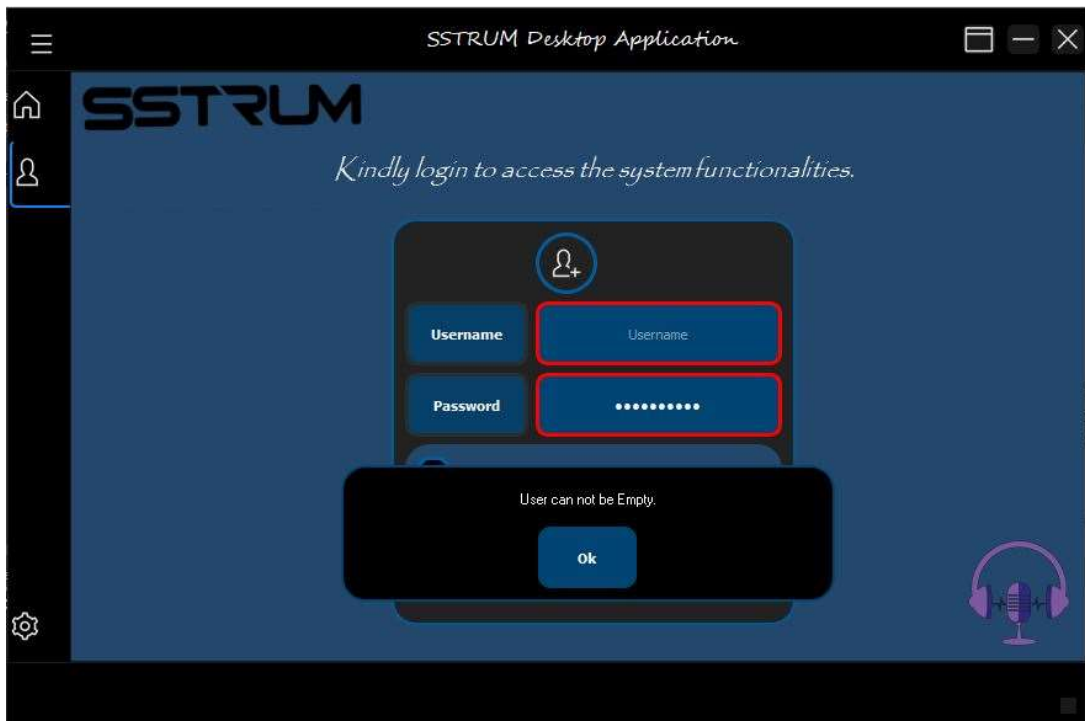 SSTRUM Desktop Application
SSTRUM
Kindly login to access the system functionalities.
Username Username
Password ••••••••••
User can not be Empty.
Ok